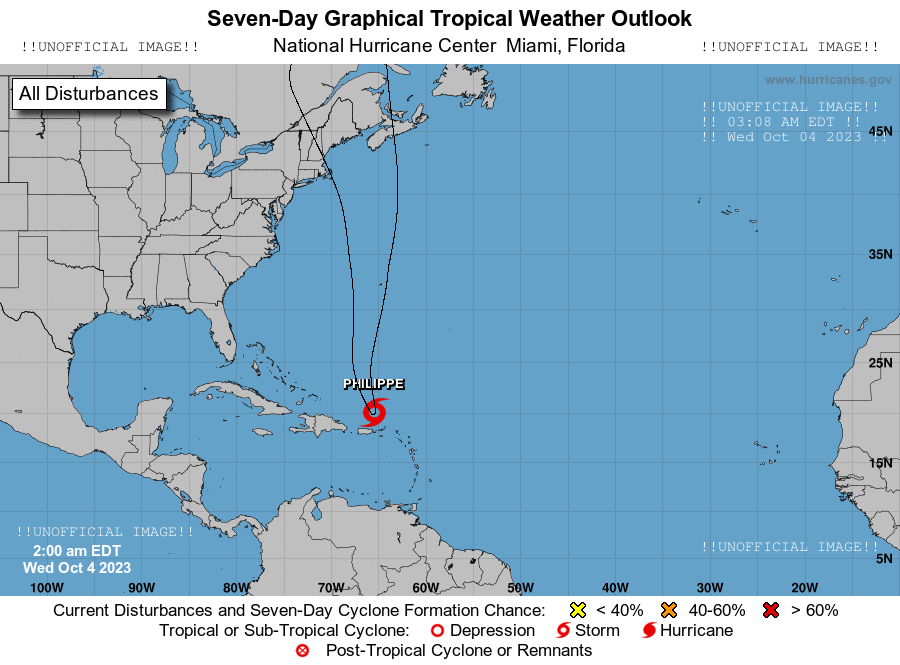 Seven-Day Graphical Tropical Weather Outlook
!!UNOFFICIAL IMAGE!! National Hurricane Center Miami, Florida !!UNOFFICIAL IMAGE!!
All Disturbances
www.hurricanes.gov
!!UNOFFICIAL IMAGE!!
!! 03:08 AM EDT !!
!! Wed Oct 04 2023 !!
45N
35N
25N
PHILIPPE
15N
!!UNOFFICIAL IMAGE!!
2:00 am EDT
Wed Oct 4 2023
!!UNOFFICIAL IMAGE!!
5N
100W 90W 80W 70W 60W 50W 40W 30W 20W
Current Disturbances and Seven-Day Cyclone Formation Chance: < 40% 40-60% > 60%
Tropical or Sub-Tropical Cyclone: Depression Storm Hurricane
Post-Tropical Cyclone or Remnants